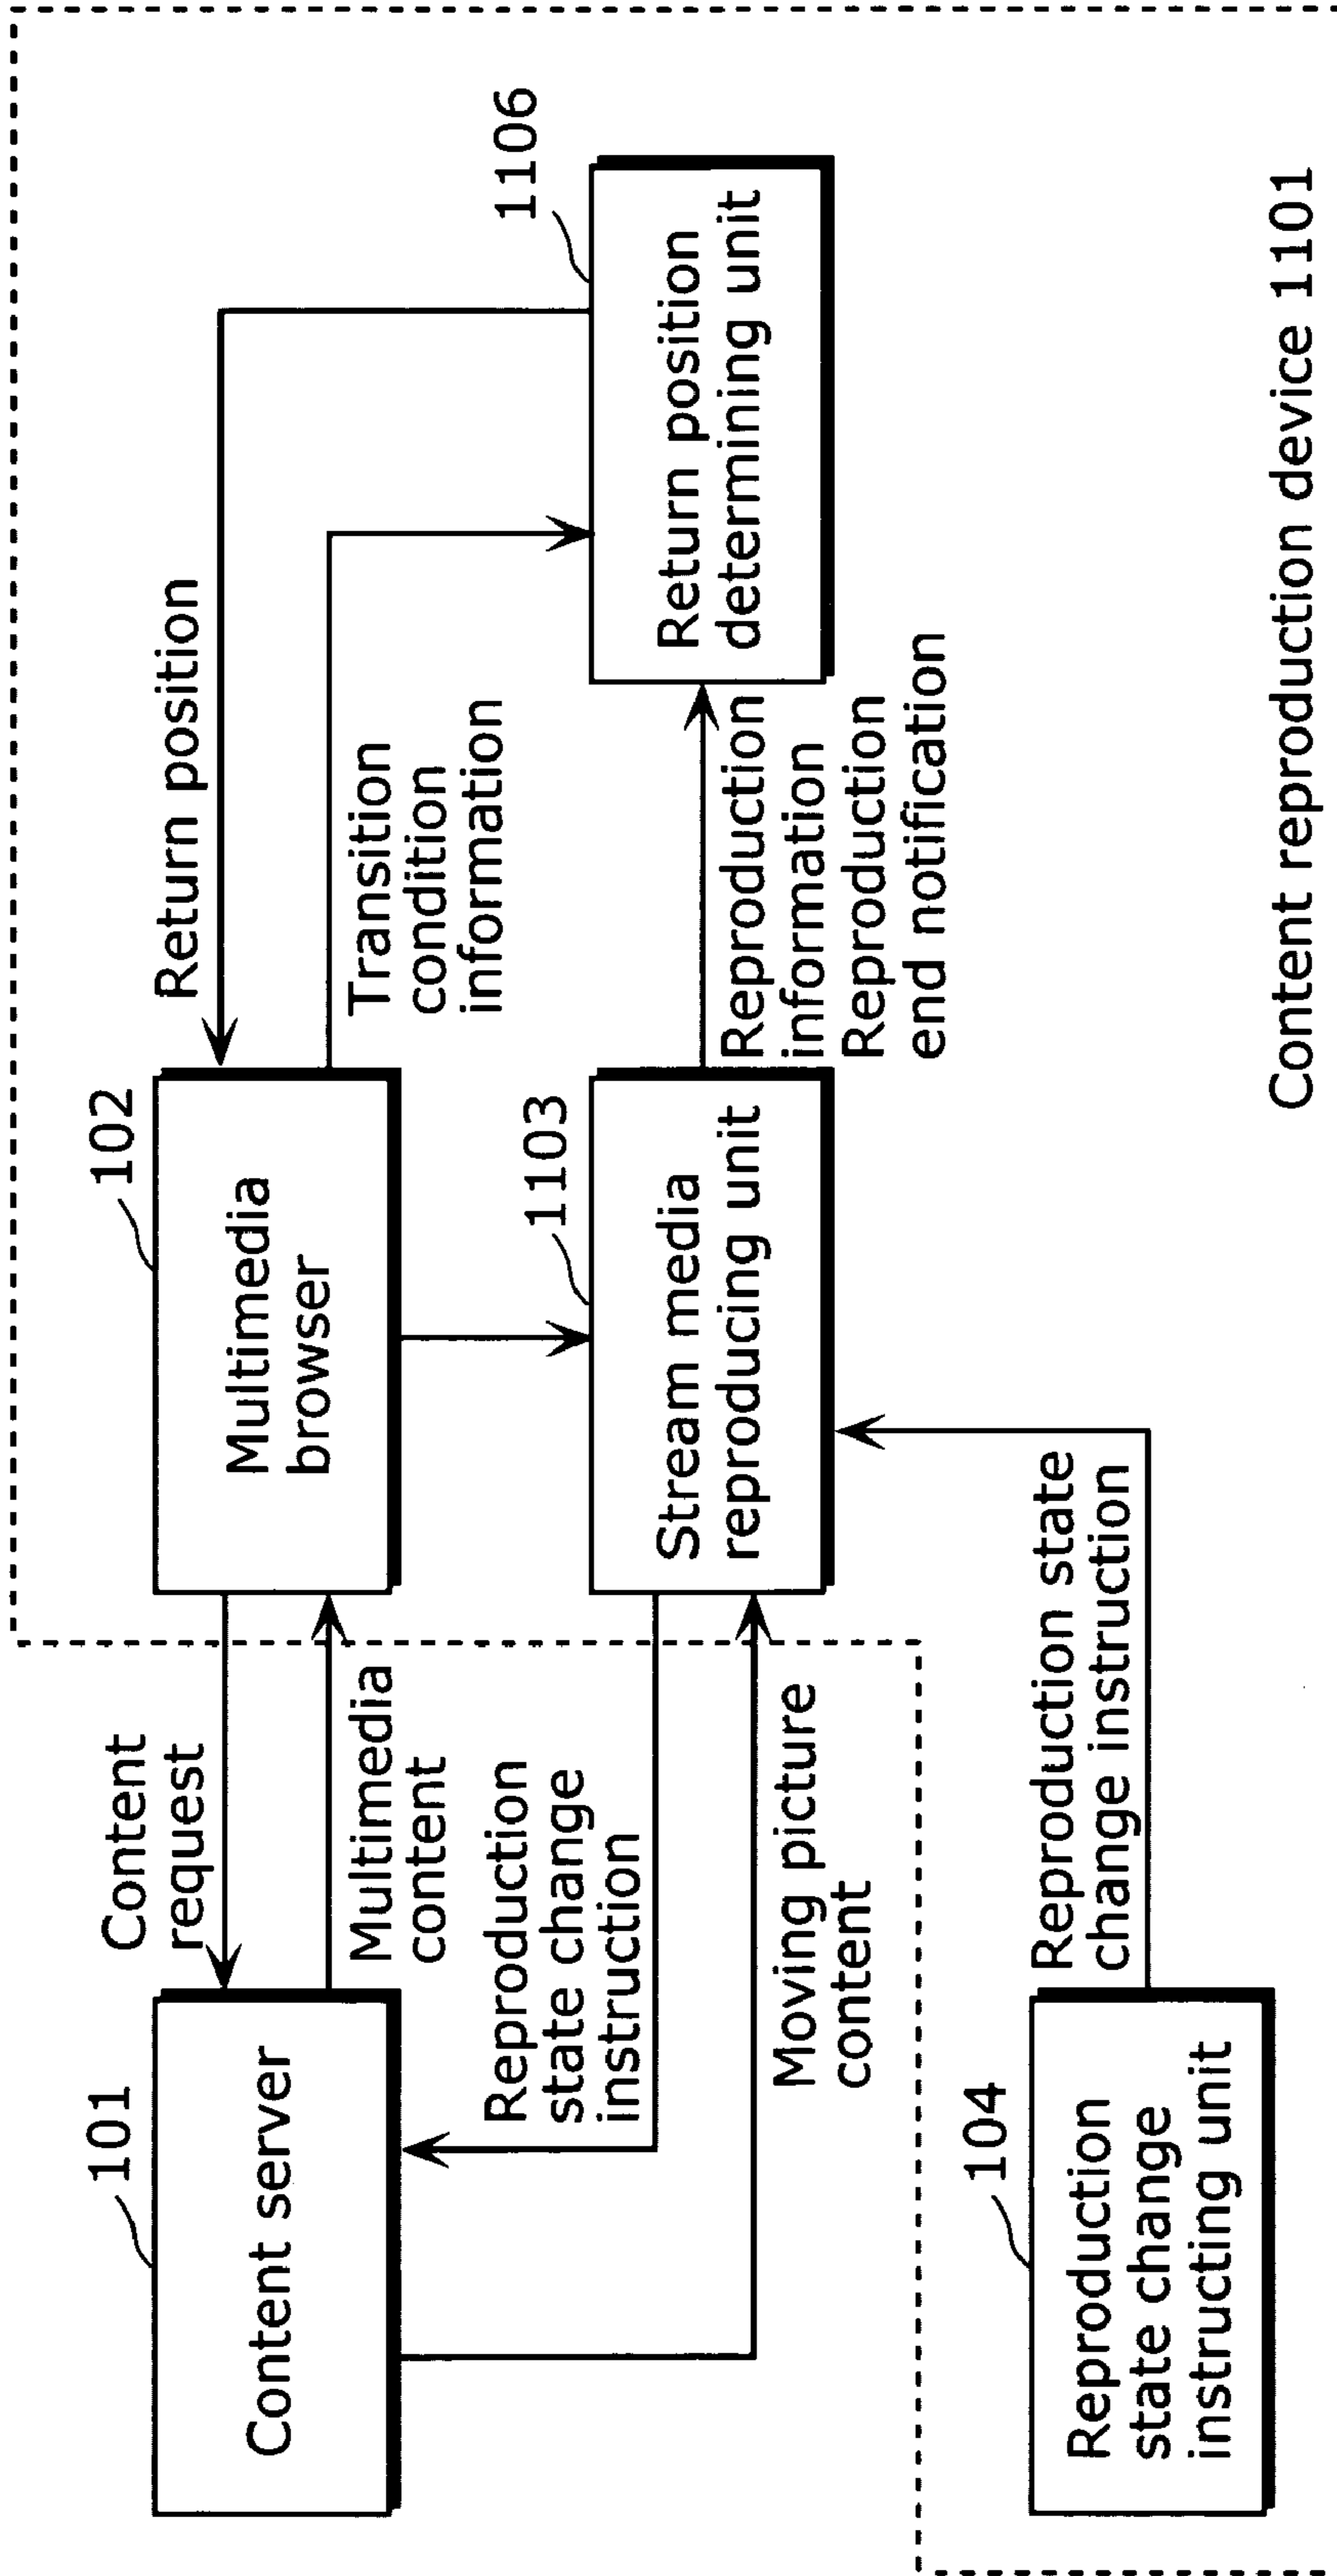 101
Content server
Content
request
Multimedia
content
102
Multimedia
browser
Return position
Transition
condition
information
Reproduction
state change
instruction
Moving picture
content
1103
Stream media
reproducing unit
Reproduction
information
Reproduction
end notification
1106
Return position
determining unit
104
Reproduction
state change
instructing unit
Reproduction state
change instruction
Content reproduction device 1101